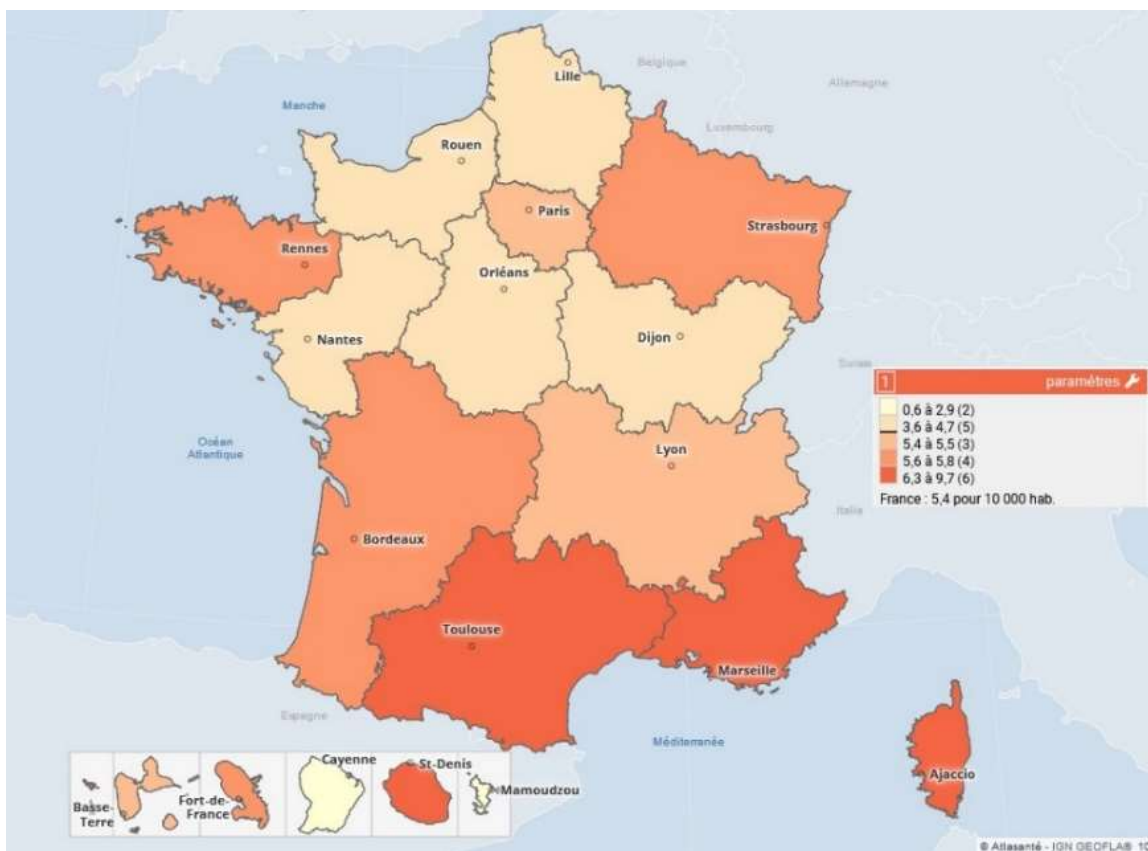 Lille
Belgique
Allemagne
Manche
Luxembourg
Rouen
Paris
Strasbourg
Rennes
Orléans
Nantes
Dijon
Suisse
1 paramètres
0,6 à 2,9 (2)
3,6 à 4,7 (5)
5,4 à 5,5 (3)
5,6 à 5,8 (4)
6,3 à 9,7 (6)
France : 5,4 pour 10 000 hab.
Océan
Atlantique
Lyon
Italie
Bordeaux
Toulouse
Marseille
Espagne
Méditerranée
Ajaccio
Basse-
Terre
Fort-de-
France
Cayenne
St-Denis
Mamoudzou
© Atlasanté - IGN GEOFLA®